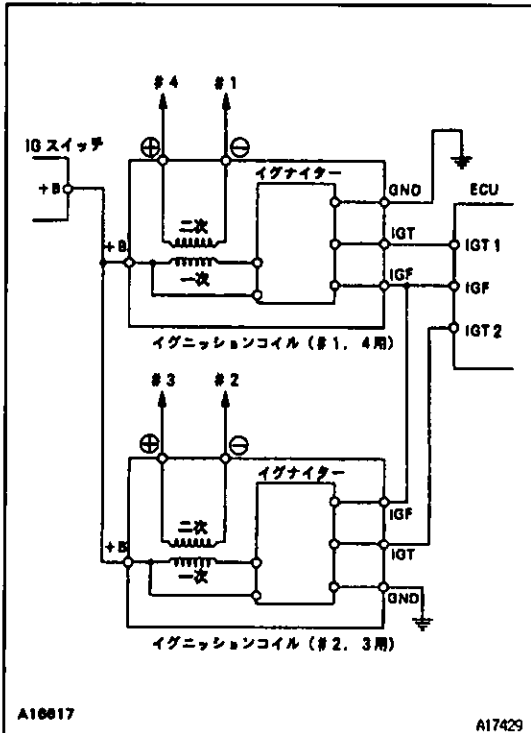 #4 #1
IG スイッチ
⊕ ⊖
イグナイター
GND
ECU
+B
二次
+B
IGT
IGT 1
一次
IGF
IGF
イグニッションコイル (#1, 4用)
IGT 2
#3 #2
⊕ ⊖
イグナイター
IGF
二次
+B
IGT
一次
GND
イグニッションコイル (#2, 3用)
A16617
A17429